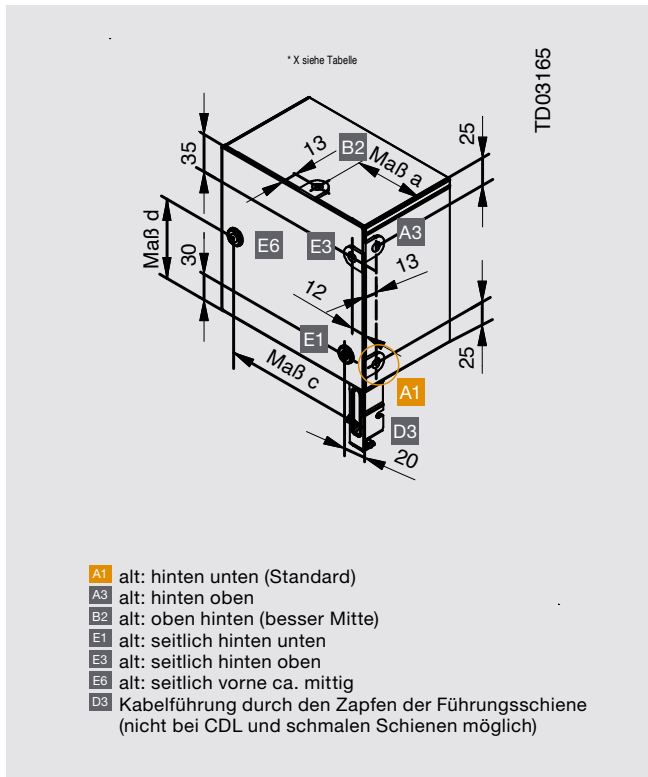 * X siehe Tabelle
TD03165
35
13
B2
Maß a
25
Maß d
30
E6
E3
A3
13
12
E1
Maß c
25
A1
D3
20
A1 alt: hinten unten (Standard)
A3 alt: hinten oben
B2 alt: oben hinten (besser Mitte)
E1 alt: seitlich hinten unten
E3 alt: seitlich hinten oben
E6 alt: seitlich vorne ca. mittig
D3 Kabelführung durch den Zapfen der Führungsschiene
(nicht bei CDL und schmalen Schienen möglich)